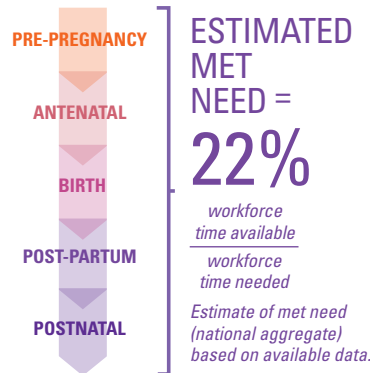 PRE-PREGNANCY
ANTENATAL
BIRTH
POST-PARTUM
POSTNATAL
ESTIMATED
MET
NEED =
22%
workforce
time available
workforce
time needed
Estimate of met need
(national aggregate)
based on available data.